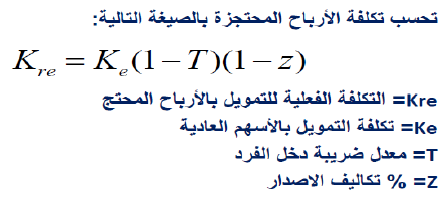 تحسب تكلفة الأرباح المحتجزة بالصيغة التالية:
K_re = K_e(1 − T)(1 − z)
Kre= التكلفة الفعلية للتمويل بالأرباح المحتج
Ke= تكلفة التمويل بالأسهم العادية
T= معدل ضريبة دخل الفرد
Z= % تكاليف الاصدار